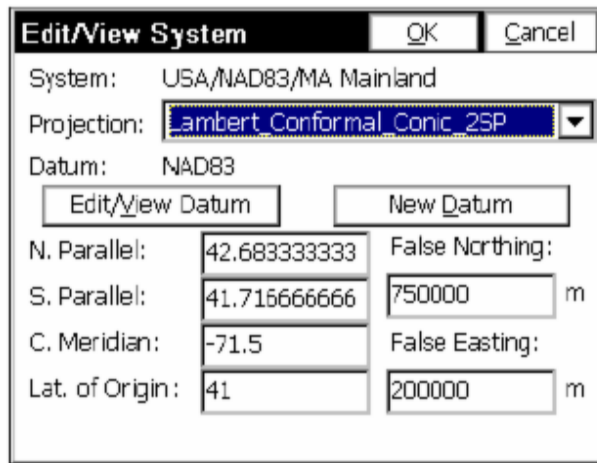 Edit/View System OK Cancel
System: USA/NAD83/MA Mainland
Projection: Lambert_Conformal_Conic_2SP
Datum: NAD83
Edit/View Datum New Datum
N. Parallel: 42.683333333 False Northing:
S. Parallel: 41.716666666 750000 m
C. Meridian: -71.5 False Easting:
Lat. of Origin: 41 200000 m